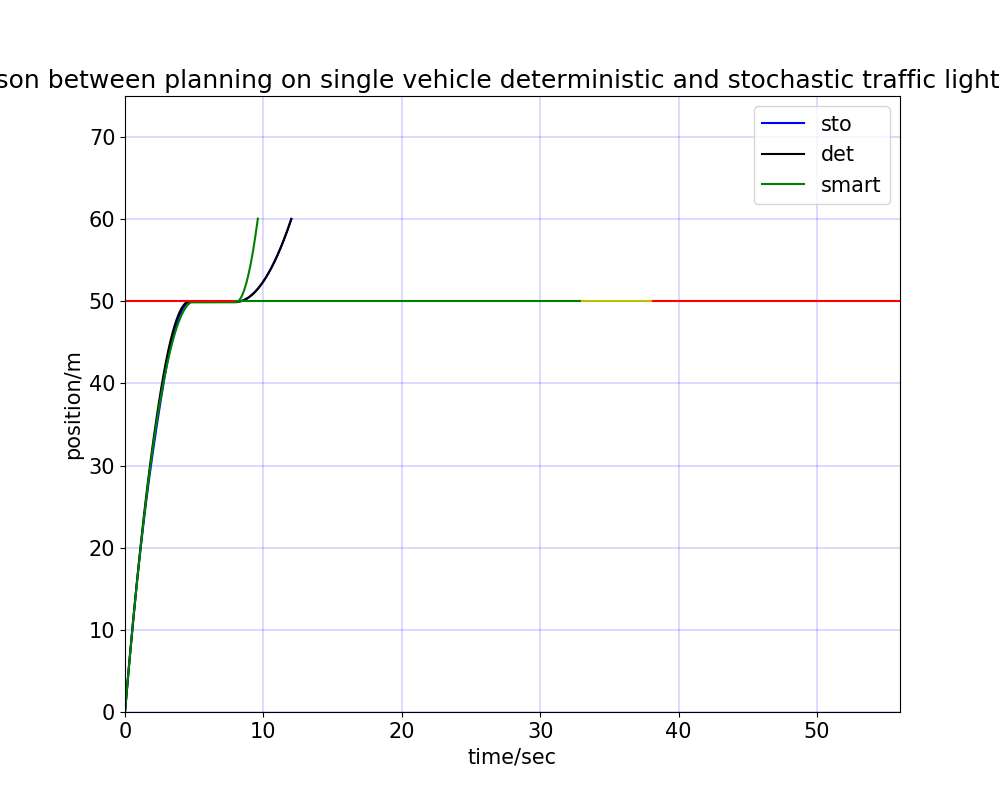 son between planning on single vehicle deterministic and stochastic traffic light
sto
det
smart
70
60
50
40
30
20
10
0
position/m
0 10 20 30 40 50
time/sec